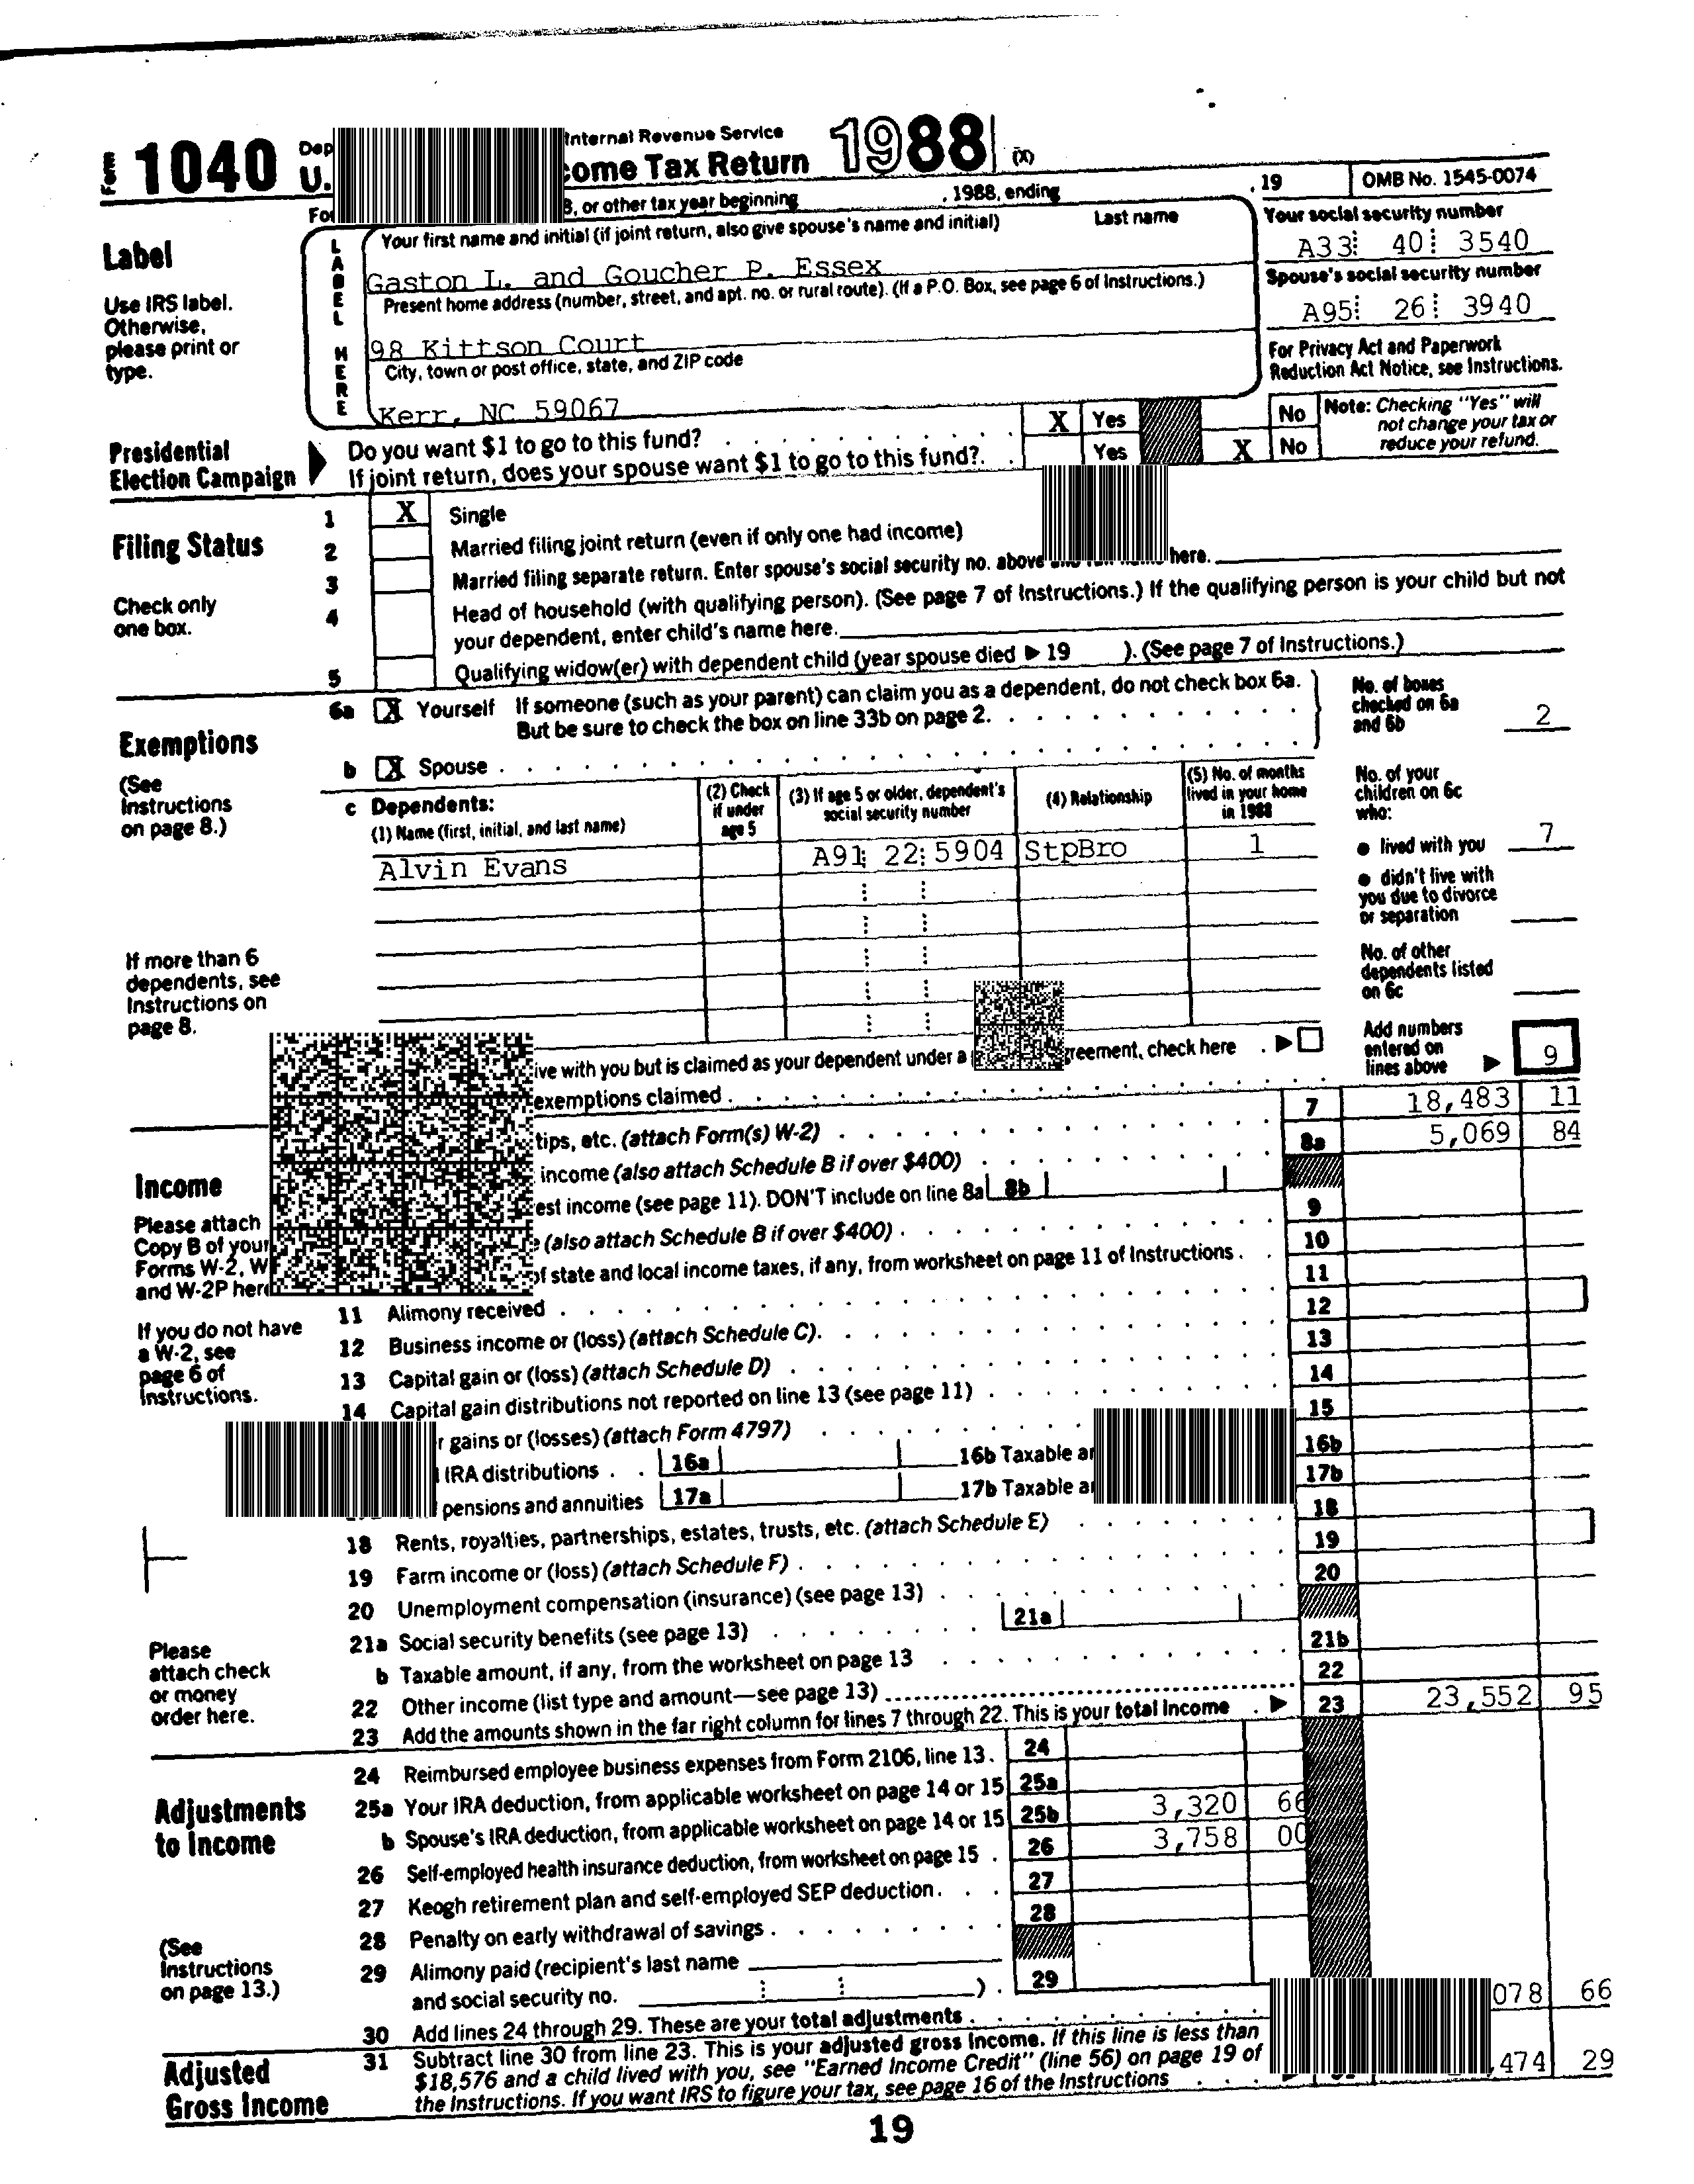 Form 1040 Dep Internal Revenue Service 1988 (X)
U. come Tax Return
For 8, or other tax year beginning , 1988, ending , 19 OMB No. 1545-0074
Label
Use IRS label.
Otherwise,
please print or
type.
LABEL HERE
Your first name and initial (if joint return, also give spouse's name and initial) Last name
Gaston L. and Goucher P. Essex
Your social security number
A33 40 3540
Present home address (number, street, and apt. no. or rural route). (If a P.O. Box, see page 6 of Instructions.)
98 Kittson Court
Spouse's social security number
A95 26 3940
City, town or post office, state, and ZIP code
Kerr, NC 59067
For Privacy Act and Paperwork
Reduction Act Notice, see Instructions.
Presidential
Election Campaign
Do you want $1 to go to this fund? X Yes No
If joint return, does your spouse want $1 to go to this fund? Yes X No
Note: Checking "Yes" will
not change your tax or
reduce your refund.
Filing Status
Check only
one box.
1 X Single
2 Married filing joint return (even if only one had income)
3 Married filing separate return. Enter spouse's social security no. above here.
4 Head of household (with qualifying person). (See page 7 of Instructions.) If the qualifying person is your child but not
your dependent, enter child's name here.
5 Qualifying widow(er) with dependent child (year spouse died ▶ 19 ). (See page 7 of Instructions.)
Exemptions
(See
Instructions
on page 8.)
If more than 6
dependents, see
Instructions on
page 8.
6a X Yourself If someone (such as your parent) can claim you as a dependent, do not check box 6a.
But be sure to check the box on line 33b on page 2.
b X Spouse
No. of boxes
checked on 6a
and 6b 2
c Dependents:
(1) Name (first, initial, and last name)
(2) Check
if under
age 5
(3) If age 5 or older, dependent's
social security number
(4) Relationship
(5) No. of months
lived in your home
in 1988
Alvin Evans A91 22 5904 StpBro 1
No. of your
children on 6c
who:
● lived with you 7
● didn't live with
you due to divorce
or separation
No. of other
dependents listed
on 6c
ive with you but is claimed as your dependent under a greement, check here ▶
exemptions claimed
Add numbers
entered on
lines above ▶ 9
Income
Please attach
Copy B of your
Forms W-2, W
and W-2P here
If you do not have
a W-2, see
page 6 of
Instructions.
Please
attach check
or money
order here.
tips, etc. (attach Form(s) W-2) 7 18,483 11
income (also attach Schedule B if over $400) 8a 5,069 84
est income (see page 11). DON'T include on line 8a 8b
e (also attach Schedule B if over $400) 9
of state and local income taxes, if any, from worksheet on page 11 of Instructions 10
11 Alimony received 11
12 Business income or (loss) (attach Schedule C) 12
13 Capital gain or (loss) (attach Schedule D) 13
14 Capital gain distributions not reported on line 13 (see page 11) 14
r gains or (losses) (attach Form 4797) 15
IRA distributions 16a 16b Taxable a 16b
pensions and annuities 17a 17b Taxable a 17b
18 Rents, royalties, partnerships, estates, trusts, etc. (attach Schedule E) 18
19 Farm income or (loss) (attach Schedule F) 19
20 Unemployment compensation (insurance) (see page 13) 20
21a Social security benefits (see page 13) 21a
b Taxable amount, if any, from the worksheet on page 13 21b
22 Other income (list type and amount—see page 13) 22
23 Add the amounts shown in the far right column for lines 7 through 22. This is your total income ▶ 23 23,552 95
Adjustments
to Income
(See
Instructions
on page 13.)
24 Reimbursed employee business expenses from Form 2106, line 13. 24
25a Your IRA deduction, from applicable worksheet on page 14 or 15 25a 3,320 66
b Spouse's IRA deduction, from applicable worksheet on page 14 or 15 25b 3,758 00
26 Self-employed health insurance deduction, from worksheet on page 15 26
27 Keogh retirement plan and self-employed SEP deduction 27
28 Penalty on early withdrawal of savings 28
29 Alimony paid (recipient's last name
and social security no. ) 29
30 Add lines 24 through 29. These are your total adjustments 078 66
Adjusted
Gross Income
31 Subtract line 30 from line 23. This is your adjusted gross income. If this line is less than
$18,576 and a child lived with you, see "Earned Income Credit" (line 56) on page 19 of
the Instructions. If you want IRS to figure your tax, see page 16 of the Instructions ,474 29
19